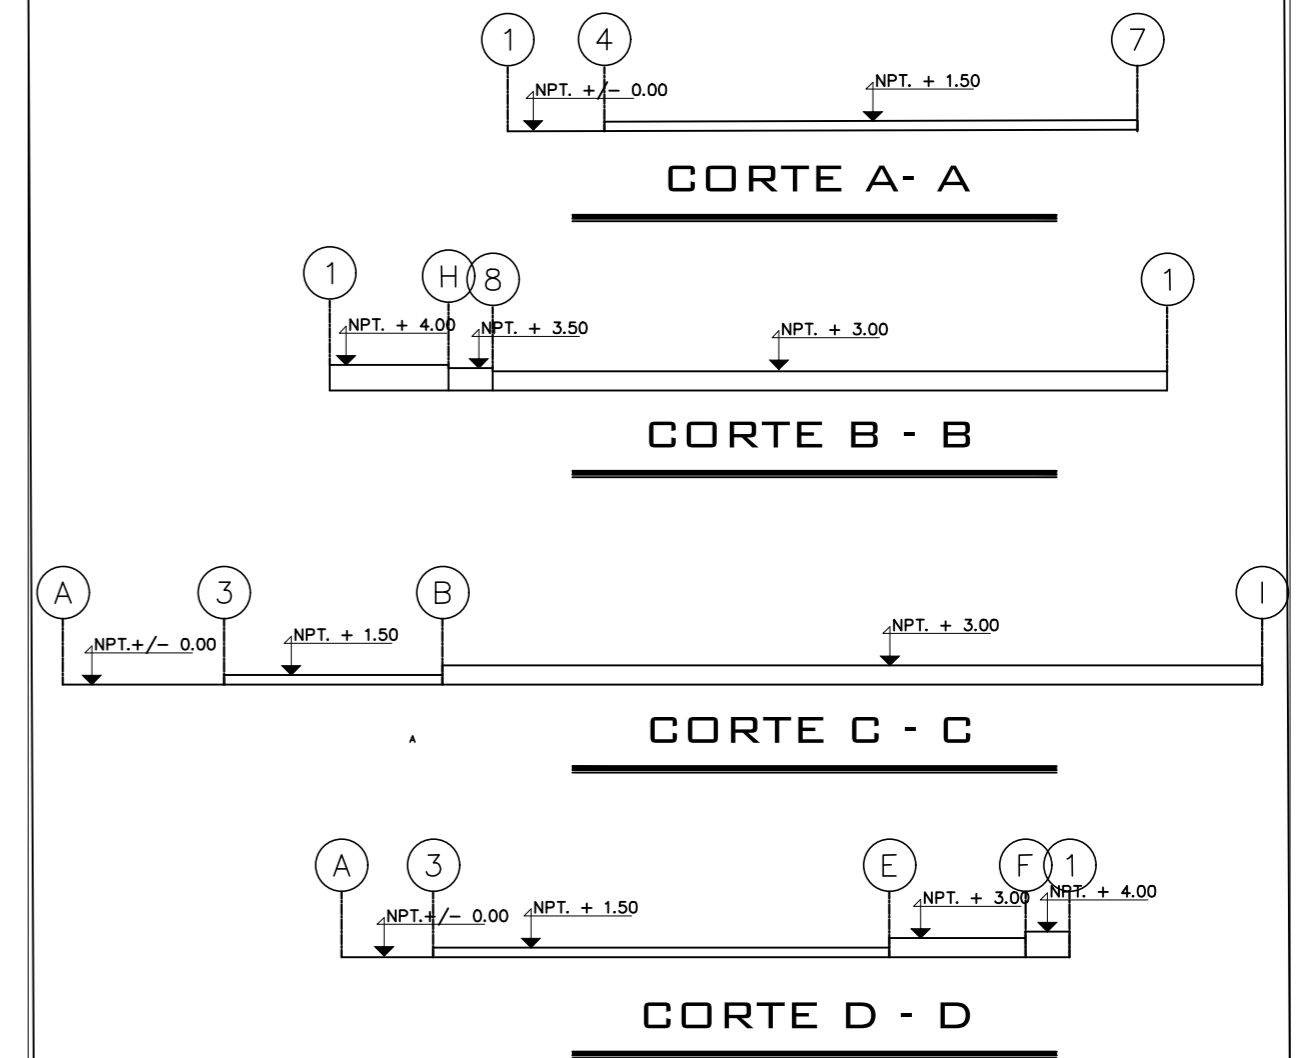 1 4 7
NPT. +/- 0.00 NPT. + 1.50
CORTE A- A
1 H 8 1
NPT. + 4.00 NPT. + 3.50 NPT. + 3.00
CORTE B - B
A 3 B I
NPT.+/- 0.00 NPT. + 1.50 NPT. + 3.00
CORTE C - C
A
A 3 E F 1
NPT.+/- 0.00 NPT. + 1.50 NPT. + 3.00 NPT. + 4.00
CORTE D - D